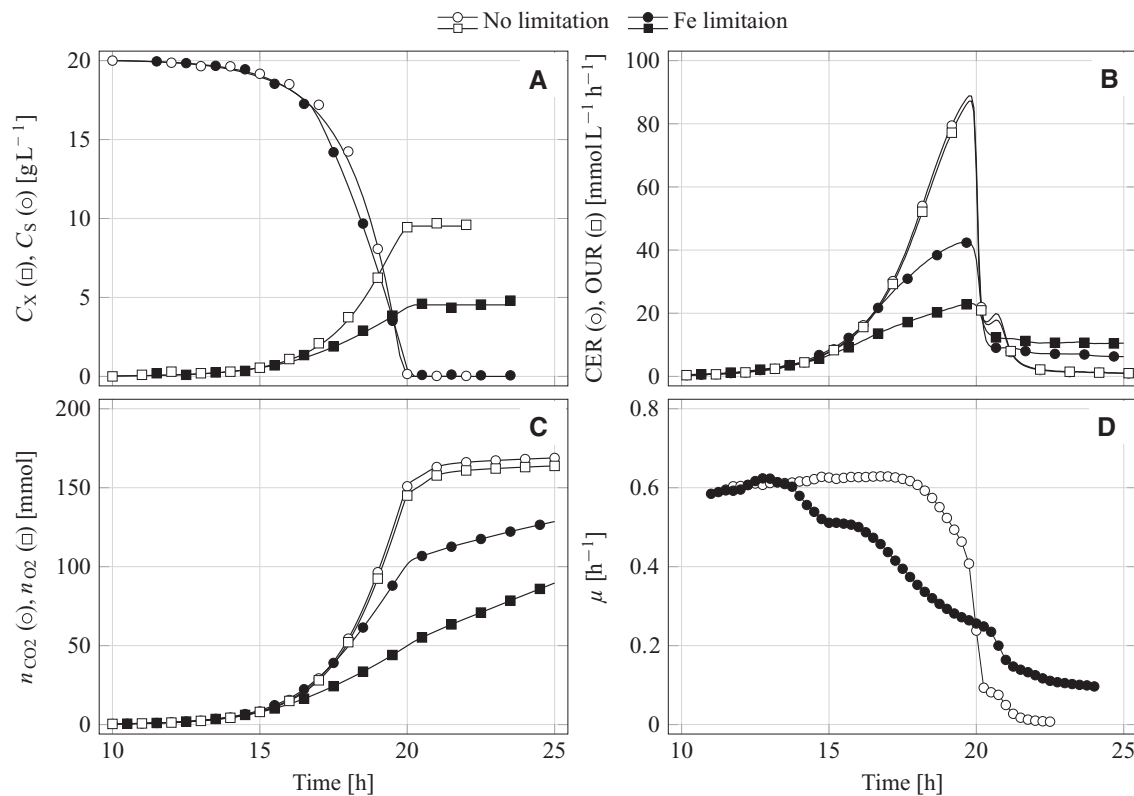 No limitation Fe limitaion
A
C_X (□), C_S (○) [g L⁻¹]
20
15
10
5
0
B
CER (○), OUR (□) [mmol L⁻¹ h⁻¹]
100
80
60
40
20
0
C
n_CO2 (○), n_O2 (□) [mmol]
200
150
100
50
0
10 15 20 25
Time [h]
D
μ [h⁻¹]
0.8
0.6
0.4
0.2
0
10 15 20 25
Time [h]